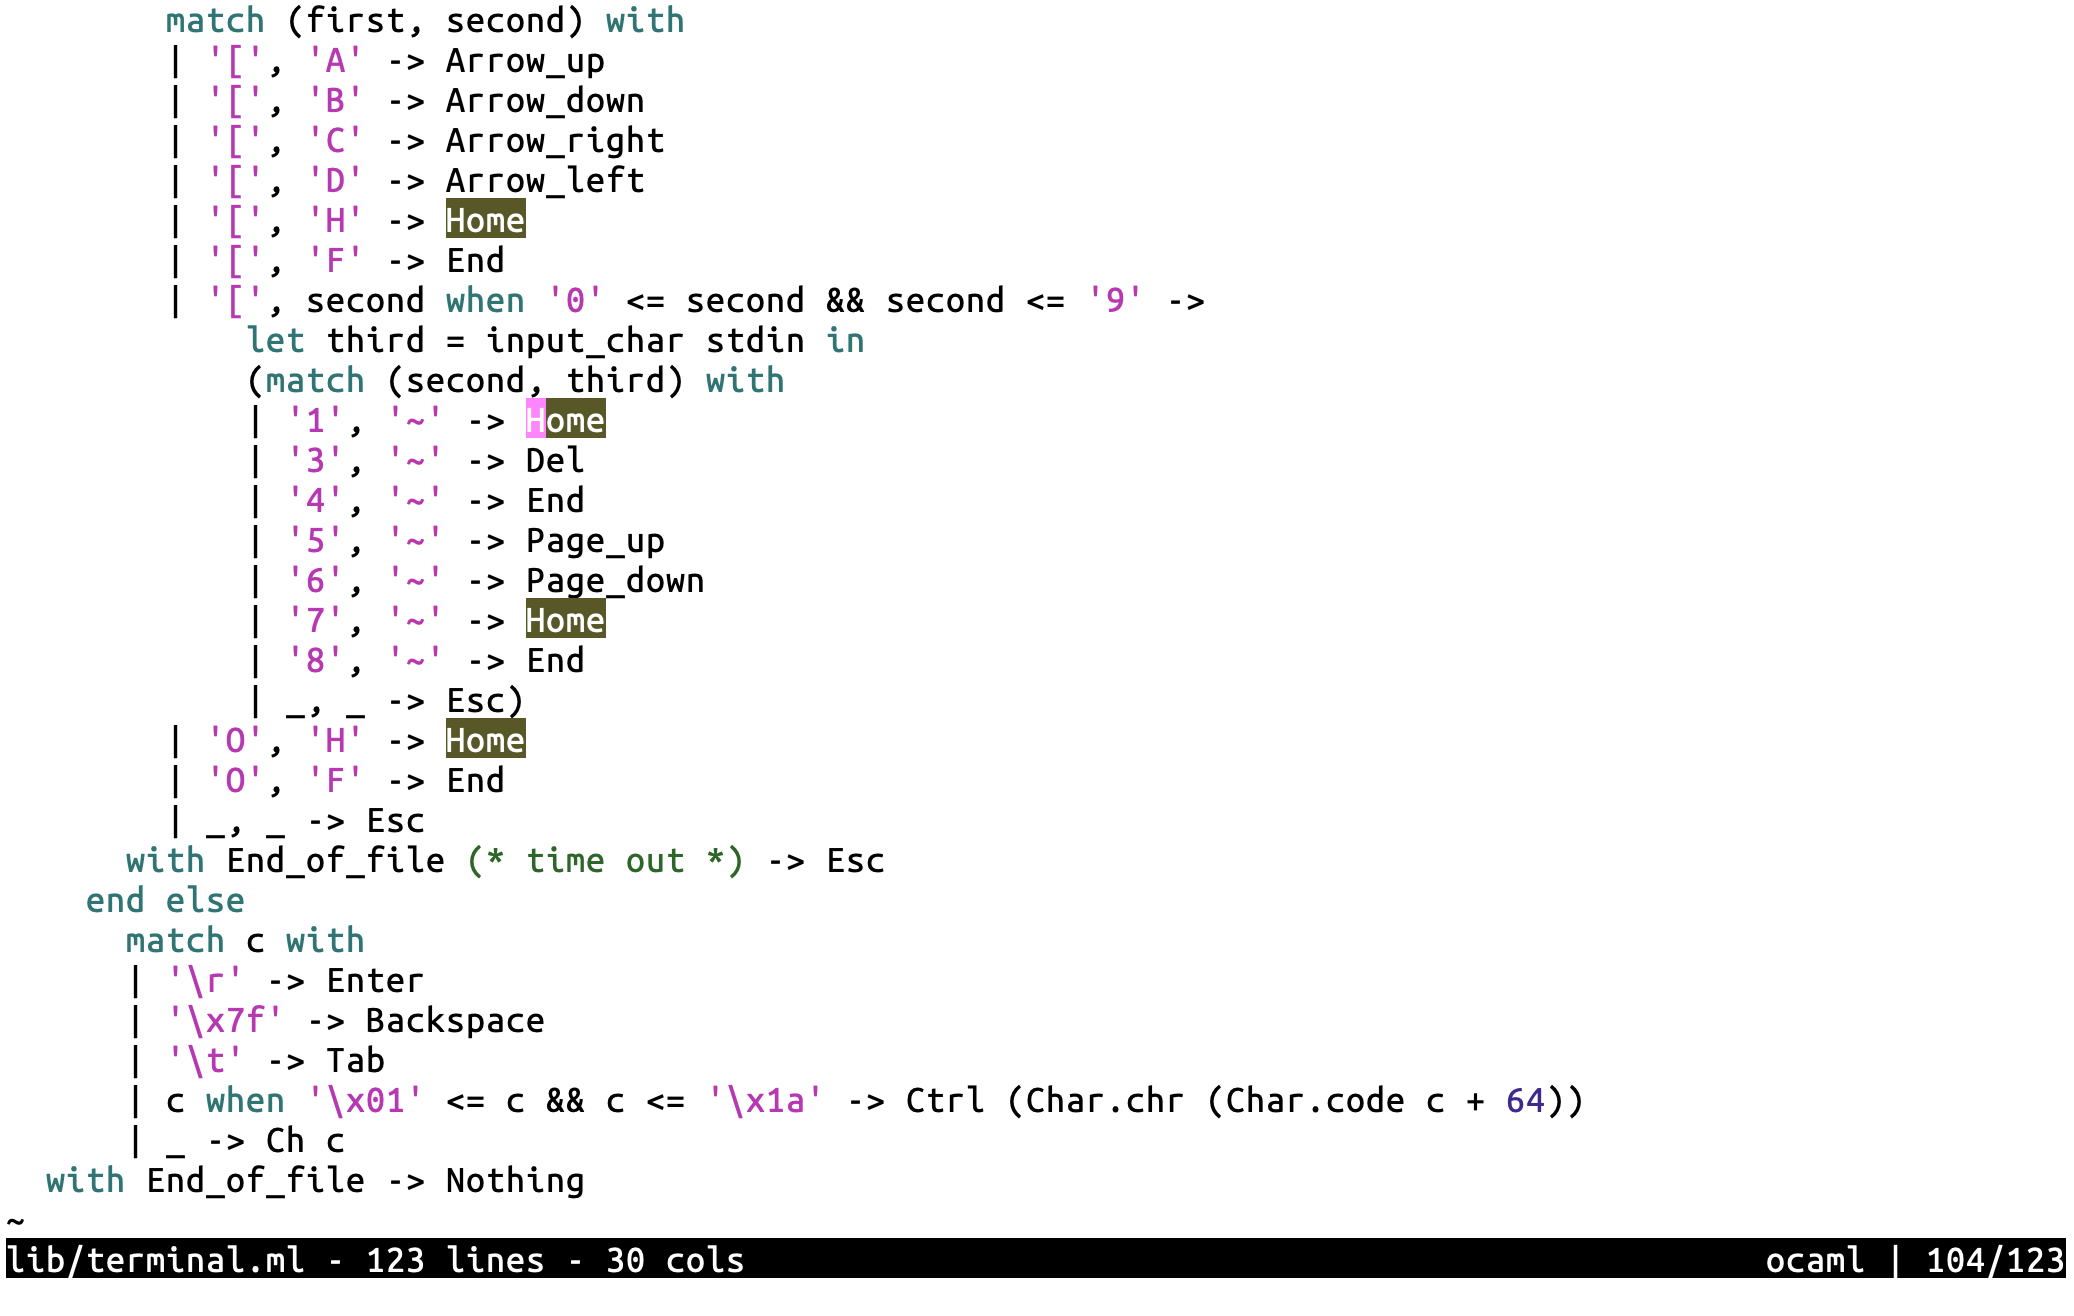 match (first, second) with
        | '[', 'A' -> Arrow_up
        | '[', 'B' -> Arrow_down
        | '[', 'C' -> Arrow_right
        | '[', 'D' -> Arrow_left
        | '[', 'H' -> Home
        | '[', 'F' -> End
        | '[', second when '0' <= second && second <= '9' ->
            let third = input_char stdin in
            (match (second, third) with
            | '1', '~' -> Home
            | '3', '~' -> Del
            | '4', '~' -> End
            | '5', '~' -> Page_up
            | '6', '~' -> Page_down
            | '7', '~' -> Home
            | '8', '~' -> End
            | _, _ -> Esc)
        | 'O', 'H' -> Home
        | 'O', 'F' -> End
        | _, _ -> Esc
      with End_of_file (* time out *) -> Esc
    end else
      match c with
      | '\r' -> Enter
      | '\x7f' -> Backspace
      | '\t' -> Tab
      | c when '\x01' <= c && c <= '\x1a' -> Ctrl (Char.chr (Char.code c + 64))
      | _ -> Ch c
  with End_of_file -> Nothing
~
lib/terminal.ml - 123 lines - 30 cols ocaml | 104/123